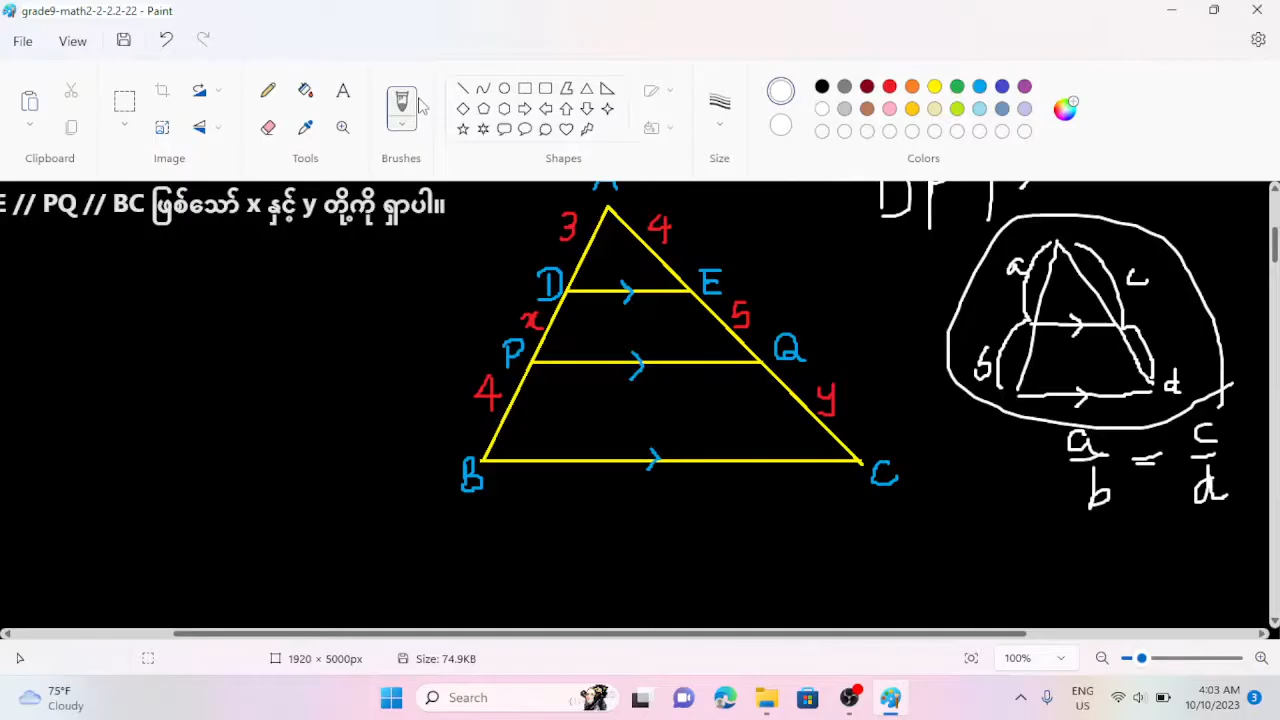 grade9-math2-2-2.2-22 - Paint
File View
Clipboard Image Tools Brushes Shapes Size Colors
E // PQ // BC ဖြစ်သော် x နှင့် y တို့ကို ရှာပါ။
A
3 4
D E
x 5
P Q
4 y
B C
a c
b d
a/b = c/d
1920 × 5000px Size: 74.9KB 100%
75°F
Cloudy
Search
ENG
US
4:03 AM
10/10/2023
3